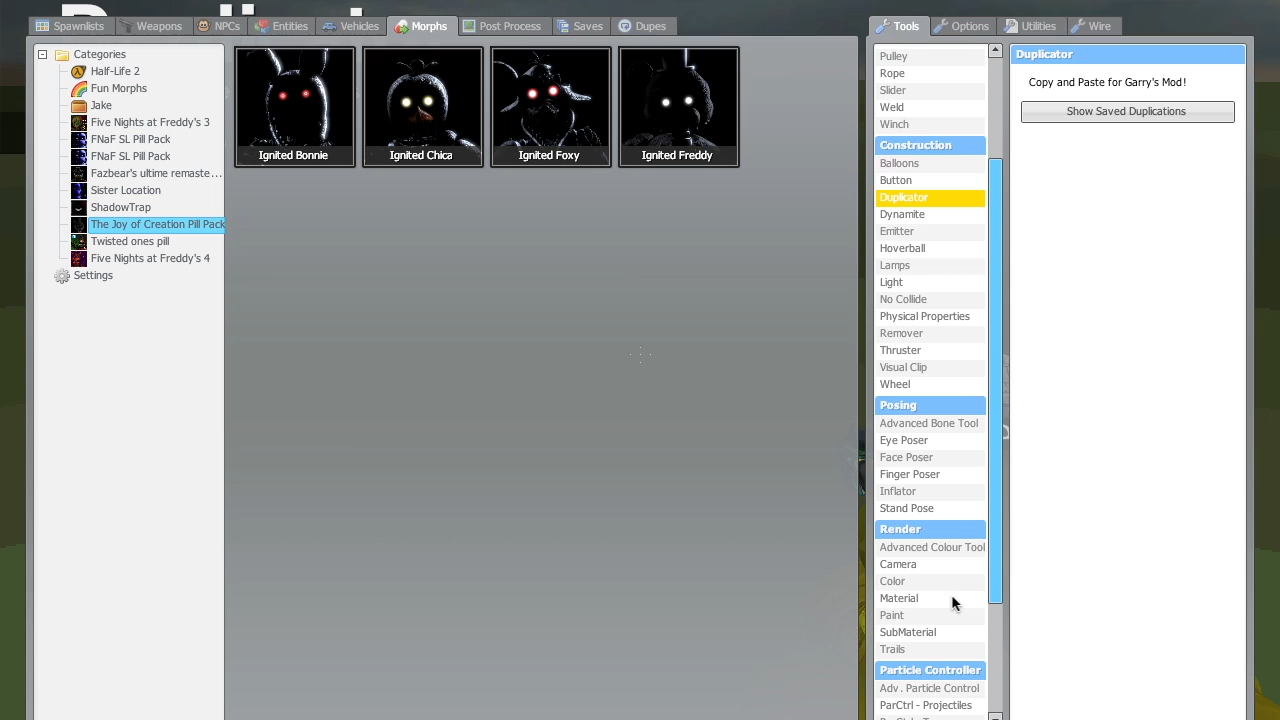 Spawnlists
Weapons
NPCs
Entities
Vehicles
Morphs
Post Process
Saves
Dupes
Tools
Options
Utilities
Wire
Categories
Half-Life 2
Fun Morphs
Jake
Five Nights at Freddy's 3
FNaF SL Pill Pack
FNaF SL Pill Pack
Fazbear's ultime remaste...
Sister Location
ShadowTrap
The Joy of Creation Pill Pack
Twisted ones pill
Five Nights at Freddy's 4
Settings
Ignited Bonnie
Ignited Chica
Ignited Foxy
Ignited Freddy
Pulley
Rope
Slider
Weld
Winch
Construction
Balloons
Button
Duplicator
Dynamite
Emitter
Hoverball
Lamps
Light
No Collide
Physical Properties
Remover
Thruster
Visual Clip
Wheel
Posing
Advanced Bone Tool
Eye Poser
Face Poser
Finger Poser
Inflator
Stand Pose
Render
Advanced Colour Tool
Camera
Color
Material
Paint
SubMaterial
Trails
Particle Controller
Adv. Particle Control
ParCtrl - Projectiles
Duplicator
Copy and Paste for Garry's Mod!
Show Saved Duplications